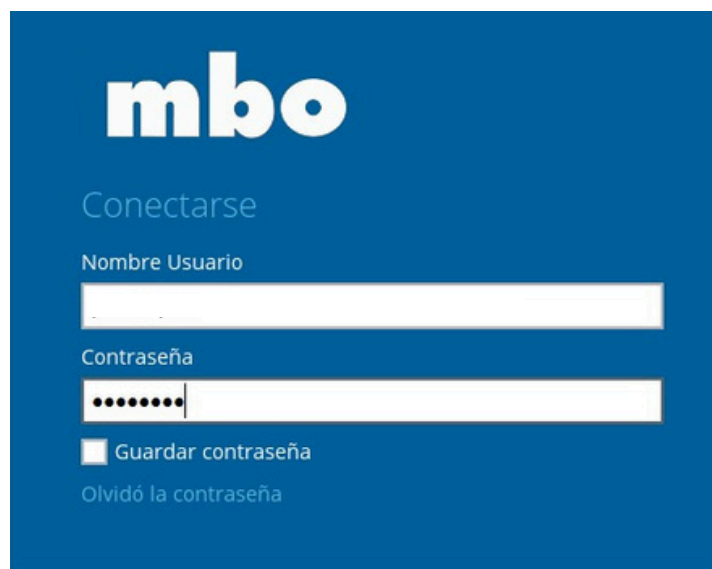 mbo
Conectarse
Nombre Usuario
Contraseña
••••••••
Guardar contraseña
Olvidó la contraseña